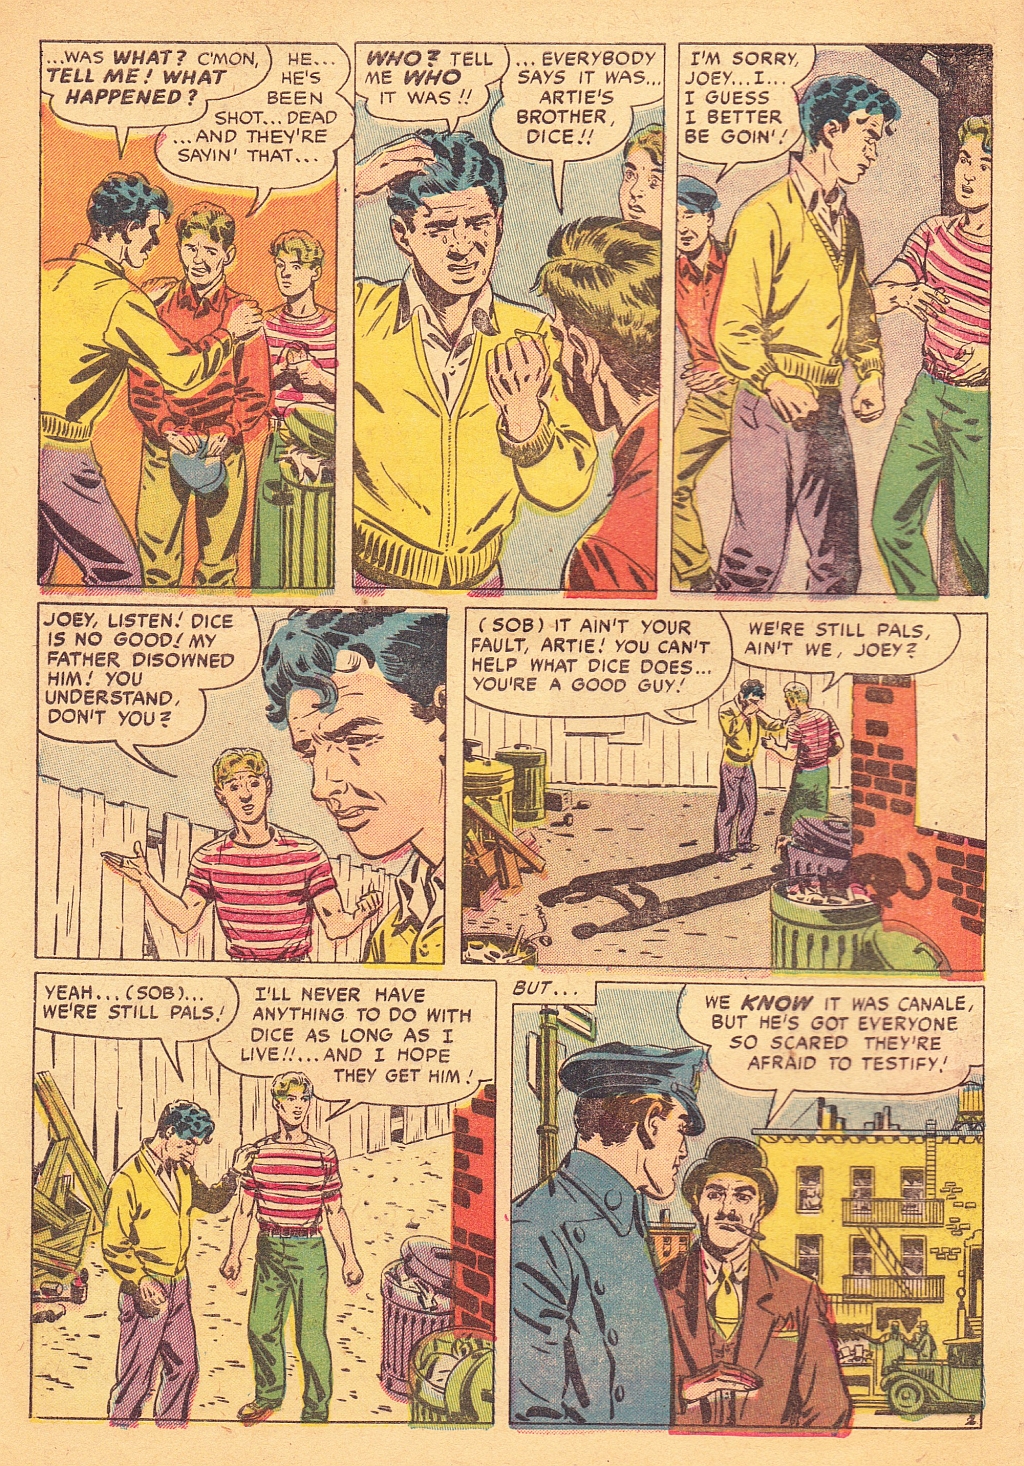 ...WAS WHAT? C'MON,
TELL ME! WHAT
HAPPENED?
HE...
HE'S
BEEN
SHOT...DEAD
...AND THEY'RE
SAYIN' THAT...
WHO? TELL
ME WHO
IT WAS!!
...EVERYBODY
SAYS IT WAS...
ARTIE'S
BROTHER,
DICE!!
I'M SORRY,
JOEY...I...
I GUESS
I BETTER
BE GOIN'!
JOEY, LISTEN! DICE
IS NO GOOD! MY
FATHER DISOWNED
HIM! YOU
UNDERSTAND,
DON'T YOU?
(SOB) IT AIN'T YOUR
FAULT, ARTIE! YOU CAN'T
HELP WHAT DICE DOES...
YOU'RE A GOOD GUY!
WE'RE STILL PALS,
AIN'T WE, JOEY?
YEAH...(SOB)...
WE'RE STILL PALS!
I'LL NEVER HAVE
ANYTHING TO DO WITH
DICE AS LONG AS I
LIVE!!...AND I HOPE
THEY GET HIM!
BUT...
WE KNOW IT WAS CANALE,
BUT HE'S GOT EVERYONE
SO SCARED THEY'RE
AFRAID TO TESTIFY!
2